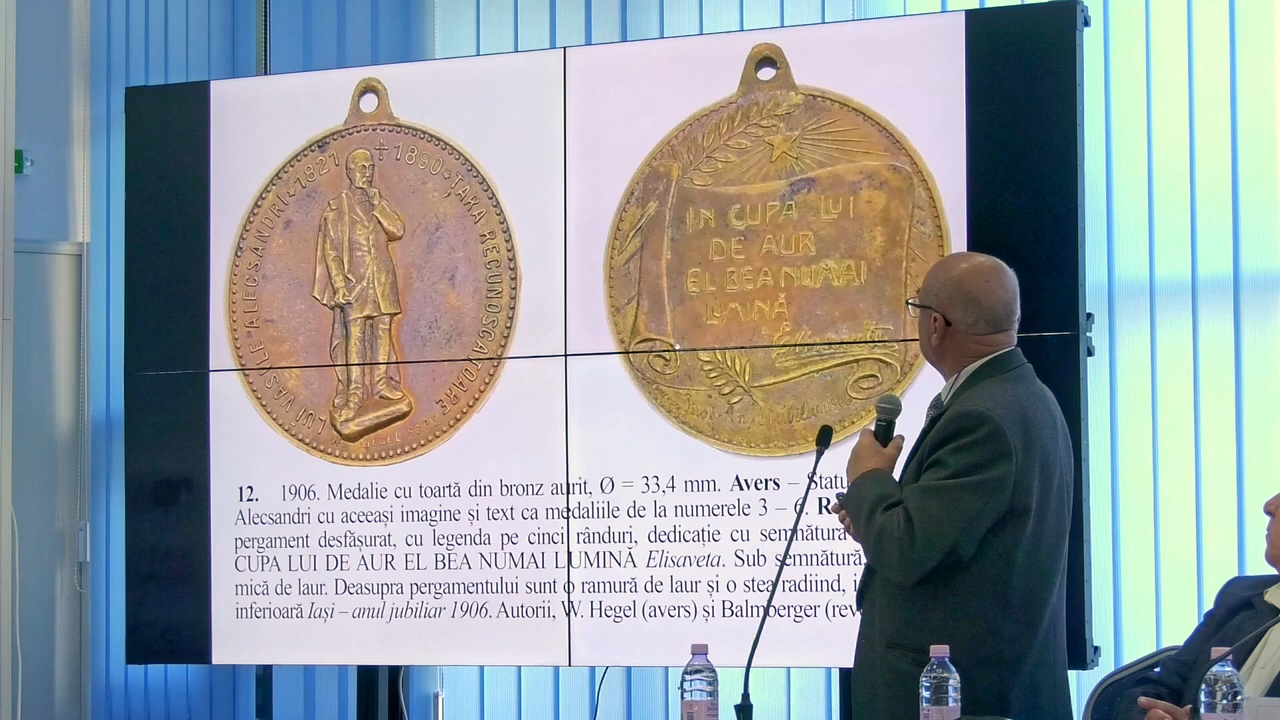 LUI VASILE ALECSANDRI 1821 ✝ 1890 ȚARA RECUNOSCATOARE
W. HEGEL
IN CUPA LUI
DE AUR
EL BEA NUMAI
LUMINĂ
Elisaveta
12. 1906. Medalie cu toartă din bronz aurit, Ø = 33,4 mm. Avers – Statu
Alecsandri cu aceeași imagine și text ca medaliile de la numerele 3 – 6. R
pergament desfășurat, cu legenda pe cinci rânduri, dedicație cu semnătură
CUPA LUI DE AUR EL BEA NUMAI LUMINĂ Elisaveta. Sub semnătură,
mică de laur. Deasupra pergamentului sunt o ramură de laur și o stea radiind, i
inferioară Iași – anul jubiliar 1906. Autorii, W. Hegel (avers) și Balmberger (rev